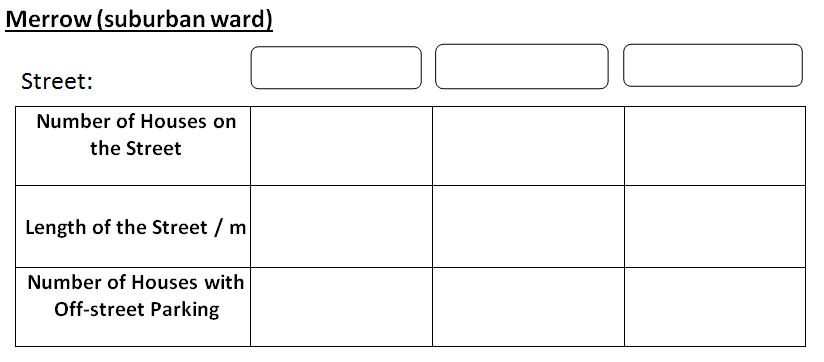 Merrow (suburban ward)
Street:
Number of Houses on
the Street
Length of the Street / m
Number of Houses with
Off-street Parking